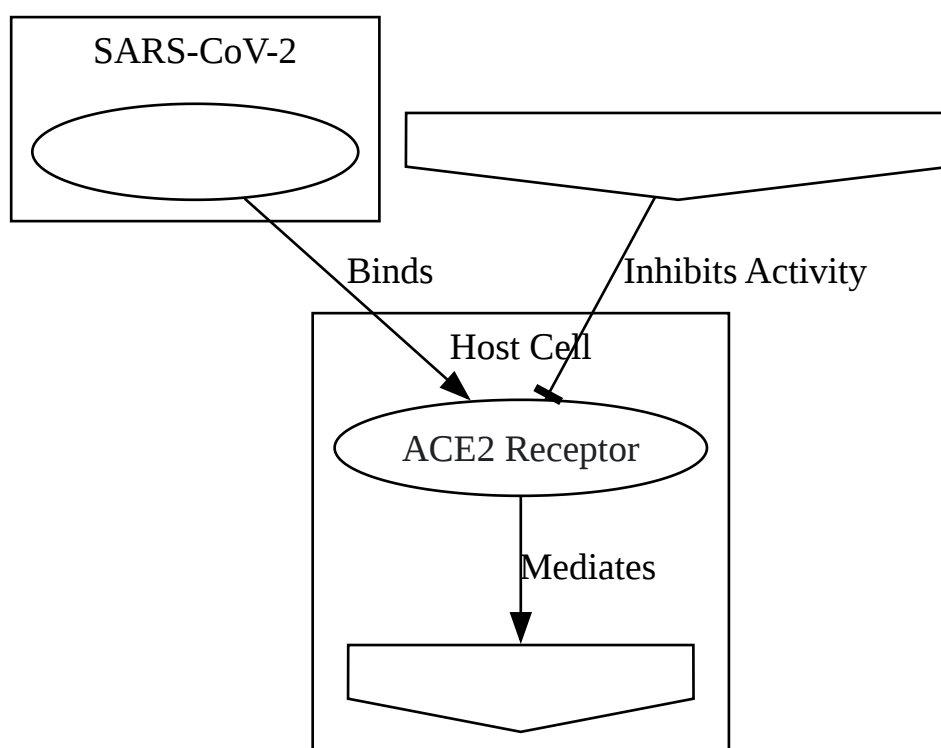 SARS-CoV-2
Binds
Inhibits Activity
Host Cell
ACE2 Receptor
Mediates